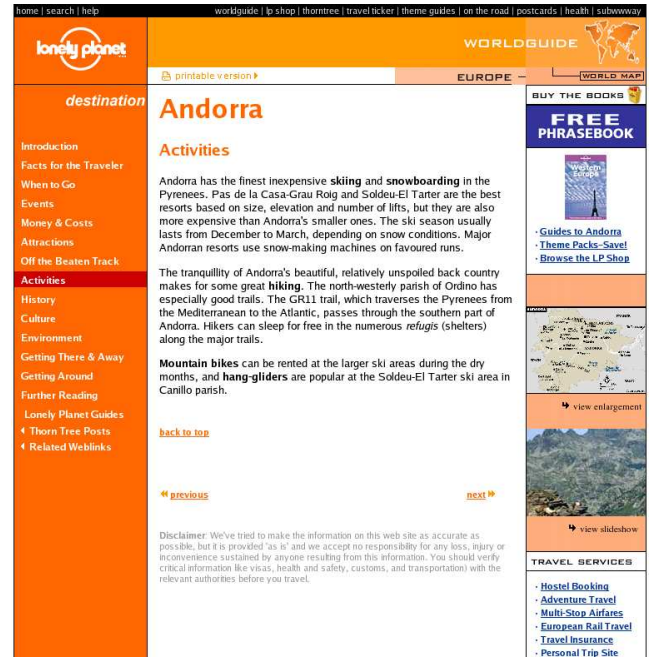 home | search | help
worldguide | lp shop | thorntree | travel ticker | theme guides | on the road | postcards | health | subwwway
lonely planet
WORLDGUIDE
printable version
EUROPE
WORLD MAP
destination
Introduction
Facts for the Traveler
When to Go
Events
Money & Costs
Attractions
Off the Beaten Track
Activities
History
Culture
Environment
Getting There & Away
Getting Around
Further Reading
Lonely Planet Guides
Thorn Tree Posts
Related Weblinks
Andorra
Activities
Andorra has the finest inexpensive skiing and snowboarding in the
Pyrenees. Pas de la Casa-Grau Roig and Soldeu-El Tarter are the best
resorts based on size, elevation and number of lifts, but they are also
more expensive than Andorra's smaller ones. The ski season usually
lasts from December to March, depending on snow conditions. Major
Andorran resorts use snow-making machines on favoured runs.
The tranquillity of Andorra's beautiful, relatively unspoiled back country
makes for some great hiking. The north-westerly parish of Ordino has
especially good trails. The GR11 trail, which traverses the Pyrenees from
the Mediterranean to the Atlantic, passes through the southern part of
Andorra. Hikers can sleep for free in the numerous refugis (shelters)
along the major trails.
Mountain bikes can be rented at the larger ski areas during the dry
months, and hang-gliders are popular at the Soldeu-El Tarter ski area in
Canillo parish.
back to top
previous
next
Disclaimer: We've tried to make the information on this web site as accurate as
possible, but it is provided 'as is' and we accept no responsibility for any loss, injury or
inconvenience sustained by anyone resulting from this information. You should verify
critical information like visas, health and safety, customs, and transportation) with the
relevant authorities before you travel.
BUY THE BOOKS
FREE
PHRASEBOOK
Western
Europe
· Guides to Andorra
· Theme Packs–Save!
· Browse the LP Shop
view enlargement
view slideshow
TRAVEL SERVICES
· Hostel Booking
· Adventure Travel
· Multi-Stop Airfares
· European Rail Travel
· Travel Insurance
· Personal Trip Site